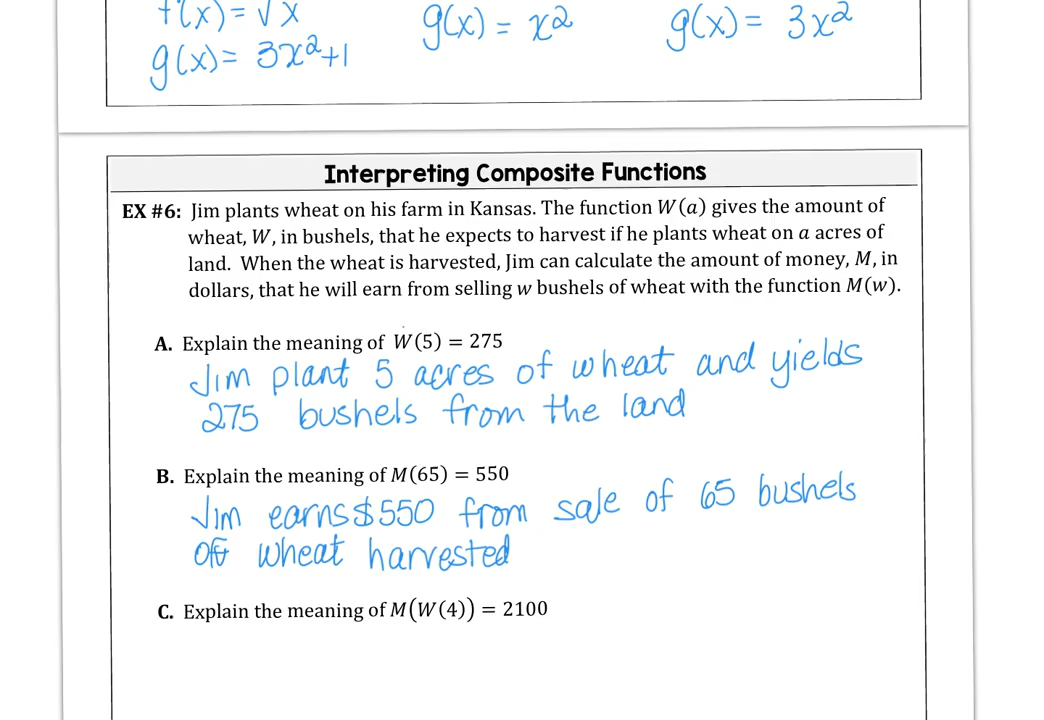 f(x) = √x
g(x) = x2
g(x) = 3x2
g(x) = 3x2+1
Interpreting Composite Functions
EX #6: Jim plants wheat on his farm in Kansas. The function W(a) gives the amount of
wheat, W, in bushels, that he expects to harvest if he plants wheat on a acres of
land. When the wheat is harvested, Jim can calculate the amount of money, M, in
dollars, that he will earn from selling w bushels of wheat with the function M(w).
A. Explain the meaning of W(5) = 275
Jim plant 5 acres of wheat and yields
275 bushels from the land
B. Explain the meaning of M(65) = 550
Jim earns $550 from sale of 65 bushels
of wheat harvested
C. Explain the meaning of M(W(4)) = 2100